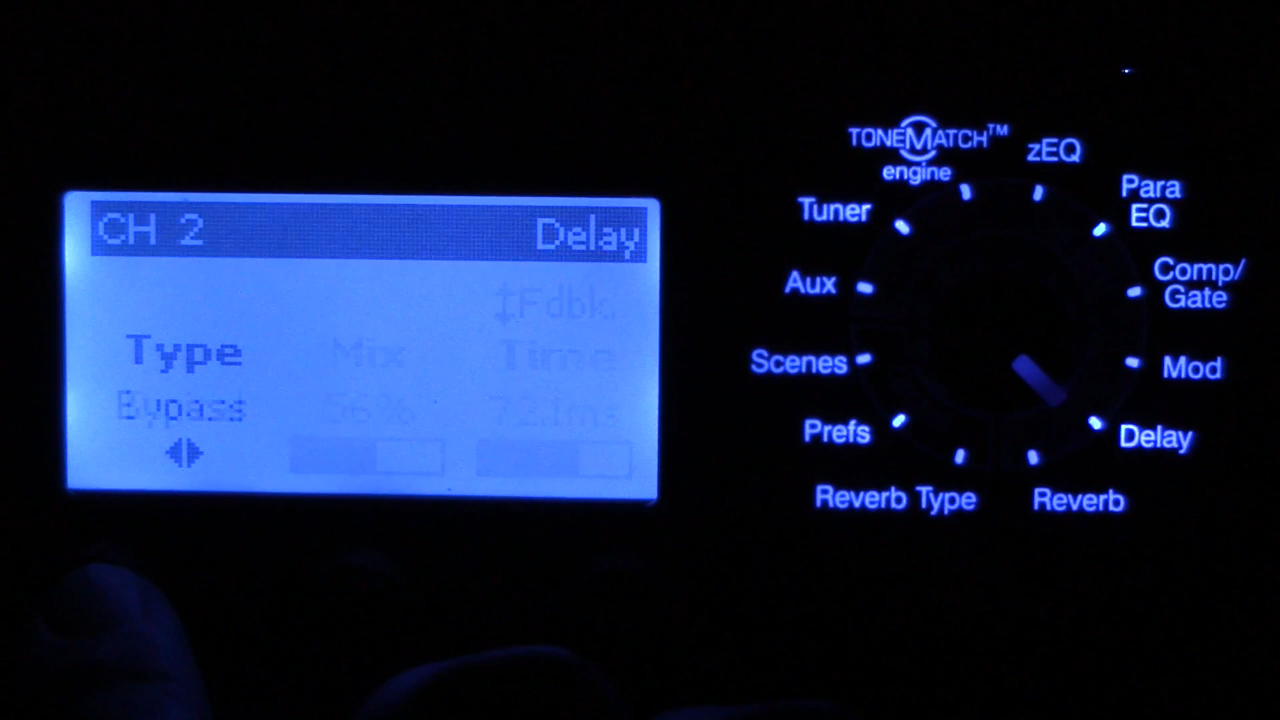 CH 2 Delay
↕Fdbk.
Type Mix Time
Bypass 56% 72.1ms
TONEMATCH™
engine
zEQ
Para
EQ
Comp/
Gate
Mod
Delay
Reverb
Reverb Type
Prefs
Scenes
Aux
Tuner